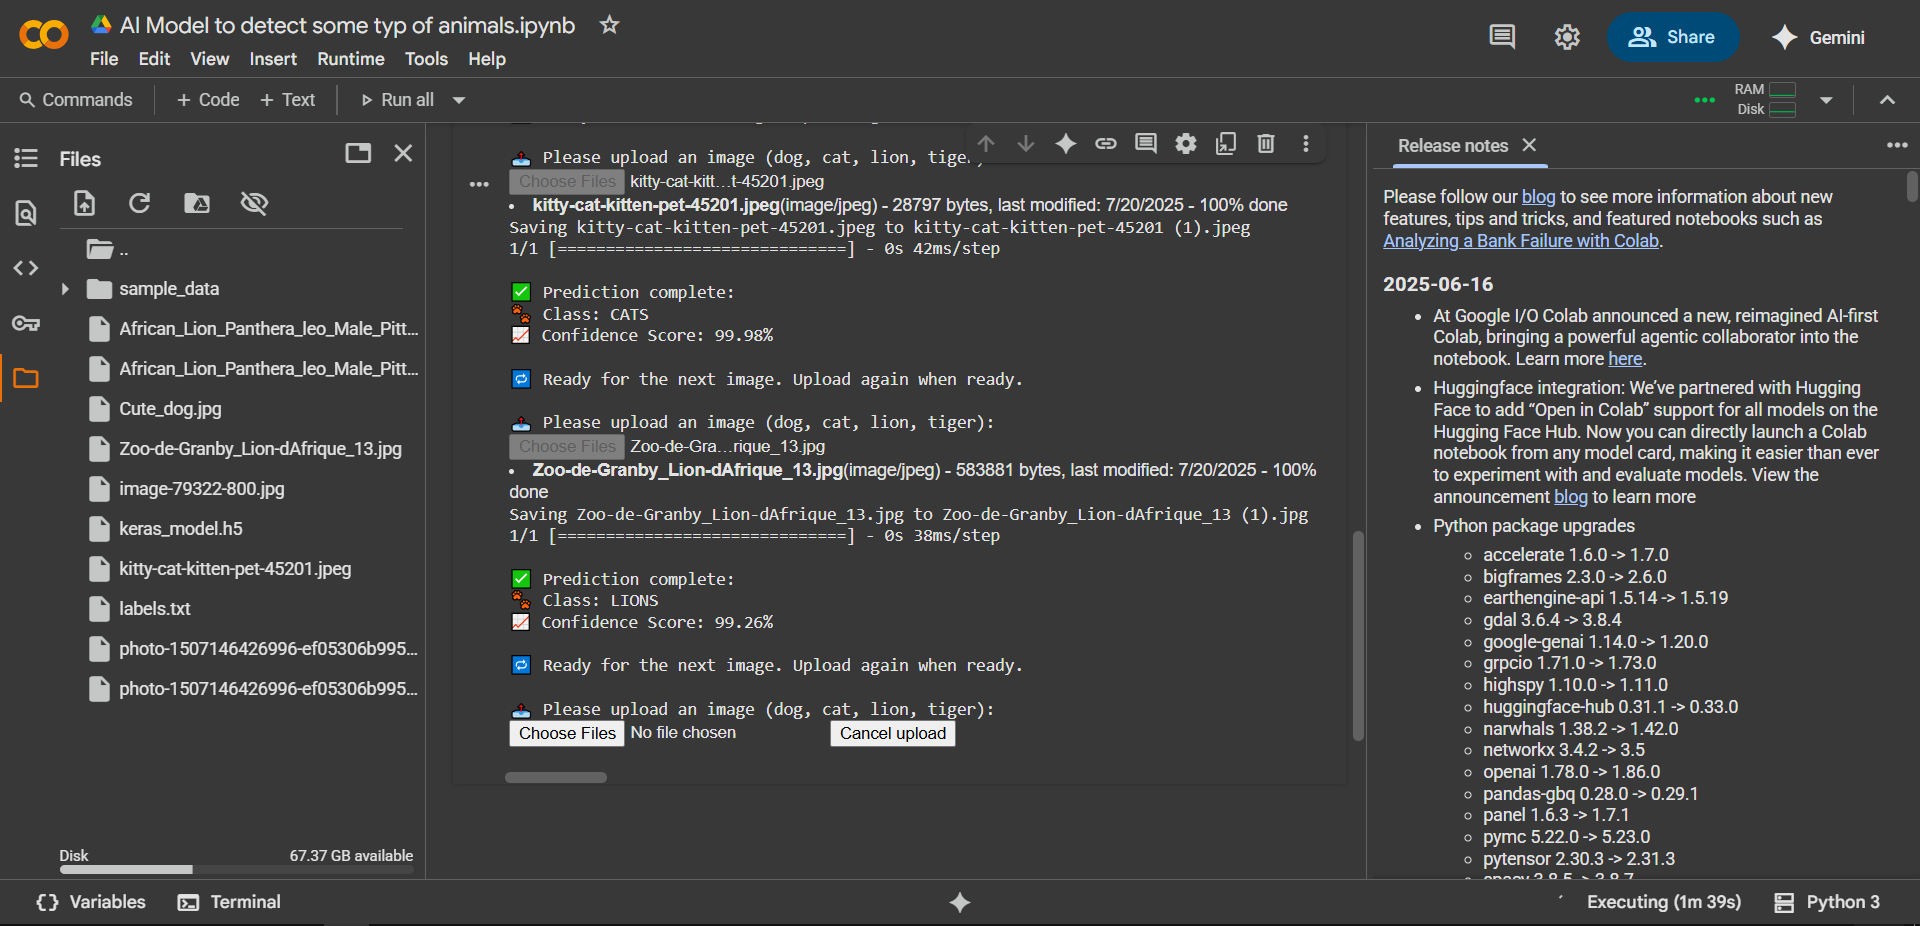 AI Model to detect some typ of animals.ipynb
File Edit View Insert Runtime Tools Help
Share
Gemini
Commands + Code + Text Run all
RAM
Disk
Files
..
sample_data
African_Lion_Panthera_leo_Male_Pitt...
African_Lion_Panthera_leo_Male_Pitt...
Cute_dog.jpg
Zoo-de-Granby_Lion-dAfrique_13.jpg
image-79322-800.jpg
keras_model.h5
kitty-cat-kitten-pet-45201.jpeg
labels.txt
photo-1507146426996-ef05306b995...
photo-1507146426996-ef05306b995...
Disk 67.37 GB available
Please upload an image (dog, cat, lion, tiger)
Choose Files kitty-cat-kitt...t-45201.jpeg
• kitty-cat-kitten-pet-45201.jpeg(image/jpeg) - 28797 bytes, last modified: 7/20/2025 - 100% done
Saving kitty-cat-kitten-pet-45201.jpeg to kitty-cat-kitten-pet-45201 (1).jpeg
1/1 [==============================] - 0s 42ms/step
Prediction complete:
Class: CATS
Confidence Score: 99.98%
Ready for the next image. Upload again when ready.
Please upload an image (dog, cat, lion, tiger):
Choose Files Zoo-de-Gra...rique_13.jpg
• Zoo-de-Granby_Lion-dAfrique_13.jpg(image/jpeg) - 583881 bytes, last modified: 7/20/2025 - 100%
done
Saving Zoo-de-Granby_Lion-dAfrique_13.jpg to Zoo-de-Granby_Lion-dAfrique_13 (1).jpg
1/1 [==============================] - 0s 38ms/step
Prediction complete:
Class: LIONS
Confidence Score: 99.26%
Ready for the next image. Upload again when ready.
Please upload an image (dog, cat, lion, tiger):
Choose Files No file chosen Cancel upload
Release notes
Please follow our blog to see more information about new
features, tips and tricks, and featured notebooks such as
Analyzing a Bank Failure with Colab.
2025-06-16
• At Google I/O Colab announced a new, reimagined AI-first
Colab, bringing a powerful agentic collaborator into the
notebook. Learn more here.
• Huggingface integration: We've partnered with Hugging
Face to add “Open in Colab” support for all models on the
Hugging Face Hub. Now you can directly launch a Colab
notebook from any model card, making it easier than ever
to experiment with and evaluate models. View the
announcement blog to learn more
• Python package upgrades
accelerate 1.6.0 -> 1.7.0
bigframes 2.3.0 -> 2.6.0
earthengine-api 1.5.14 -> 1.5.19
gdal 3.6.4 -> 3.8.4
google-genai 1.14.0 -> 1.20.0
grpcio 1.71.0 -> 1.73.0
highspy 1.10.0 -> 1.11.0
huggingface-hub 0.31.1 -> 0.33.0
narwhals 1.38.2 -> 1.42.0
networkx 3.4.2 -> 3.5
openai 1.78.0 -> 1.86.0
pandas-gbq 0.28.0 -> 0.29.1
panel 1.6.3 -> 1.7.1
pymc 5.22.0 -> 5.23.0
pytensor 2.30.3 -> 2.31.3
Variables Terminal
Executing (1m 39s) Python 3